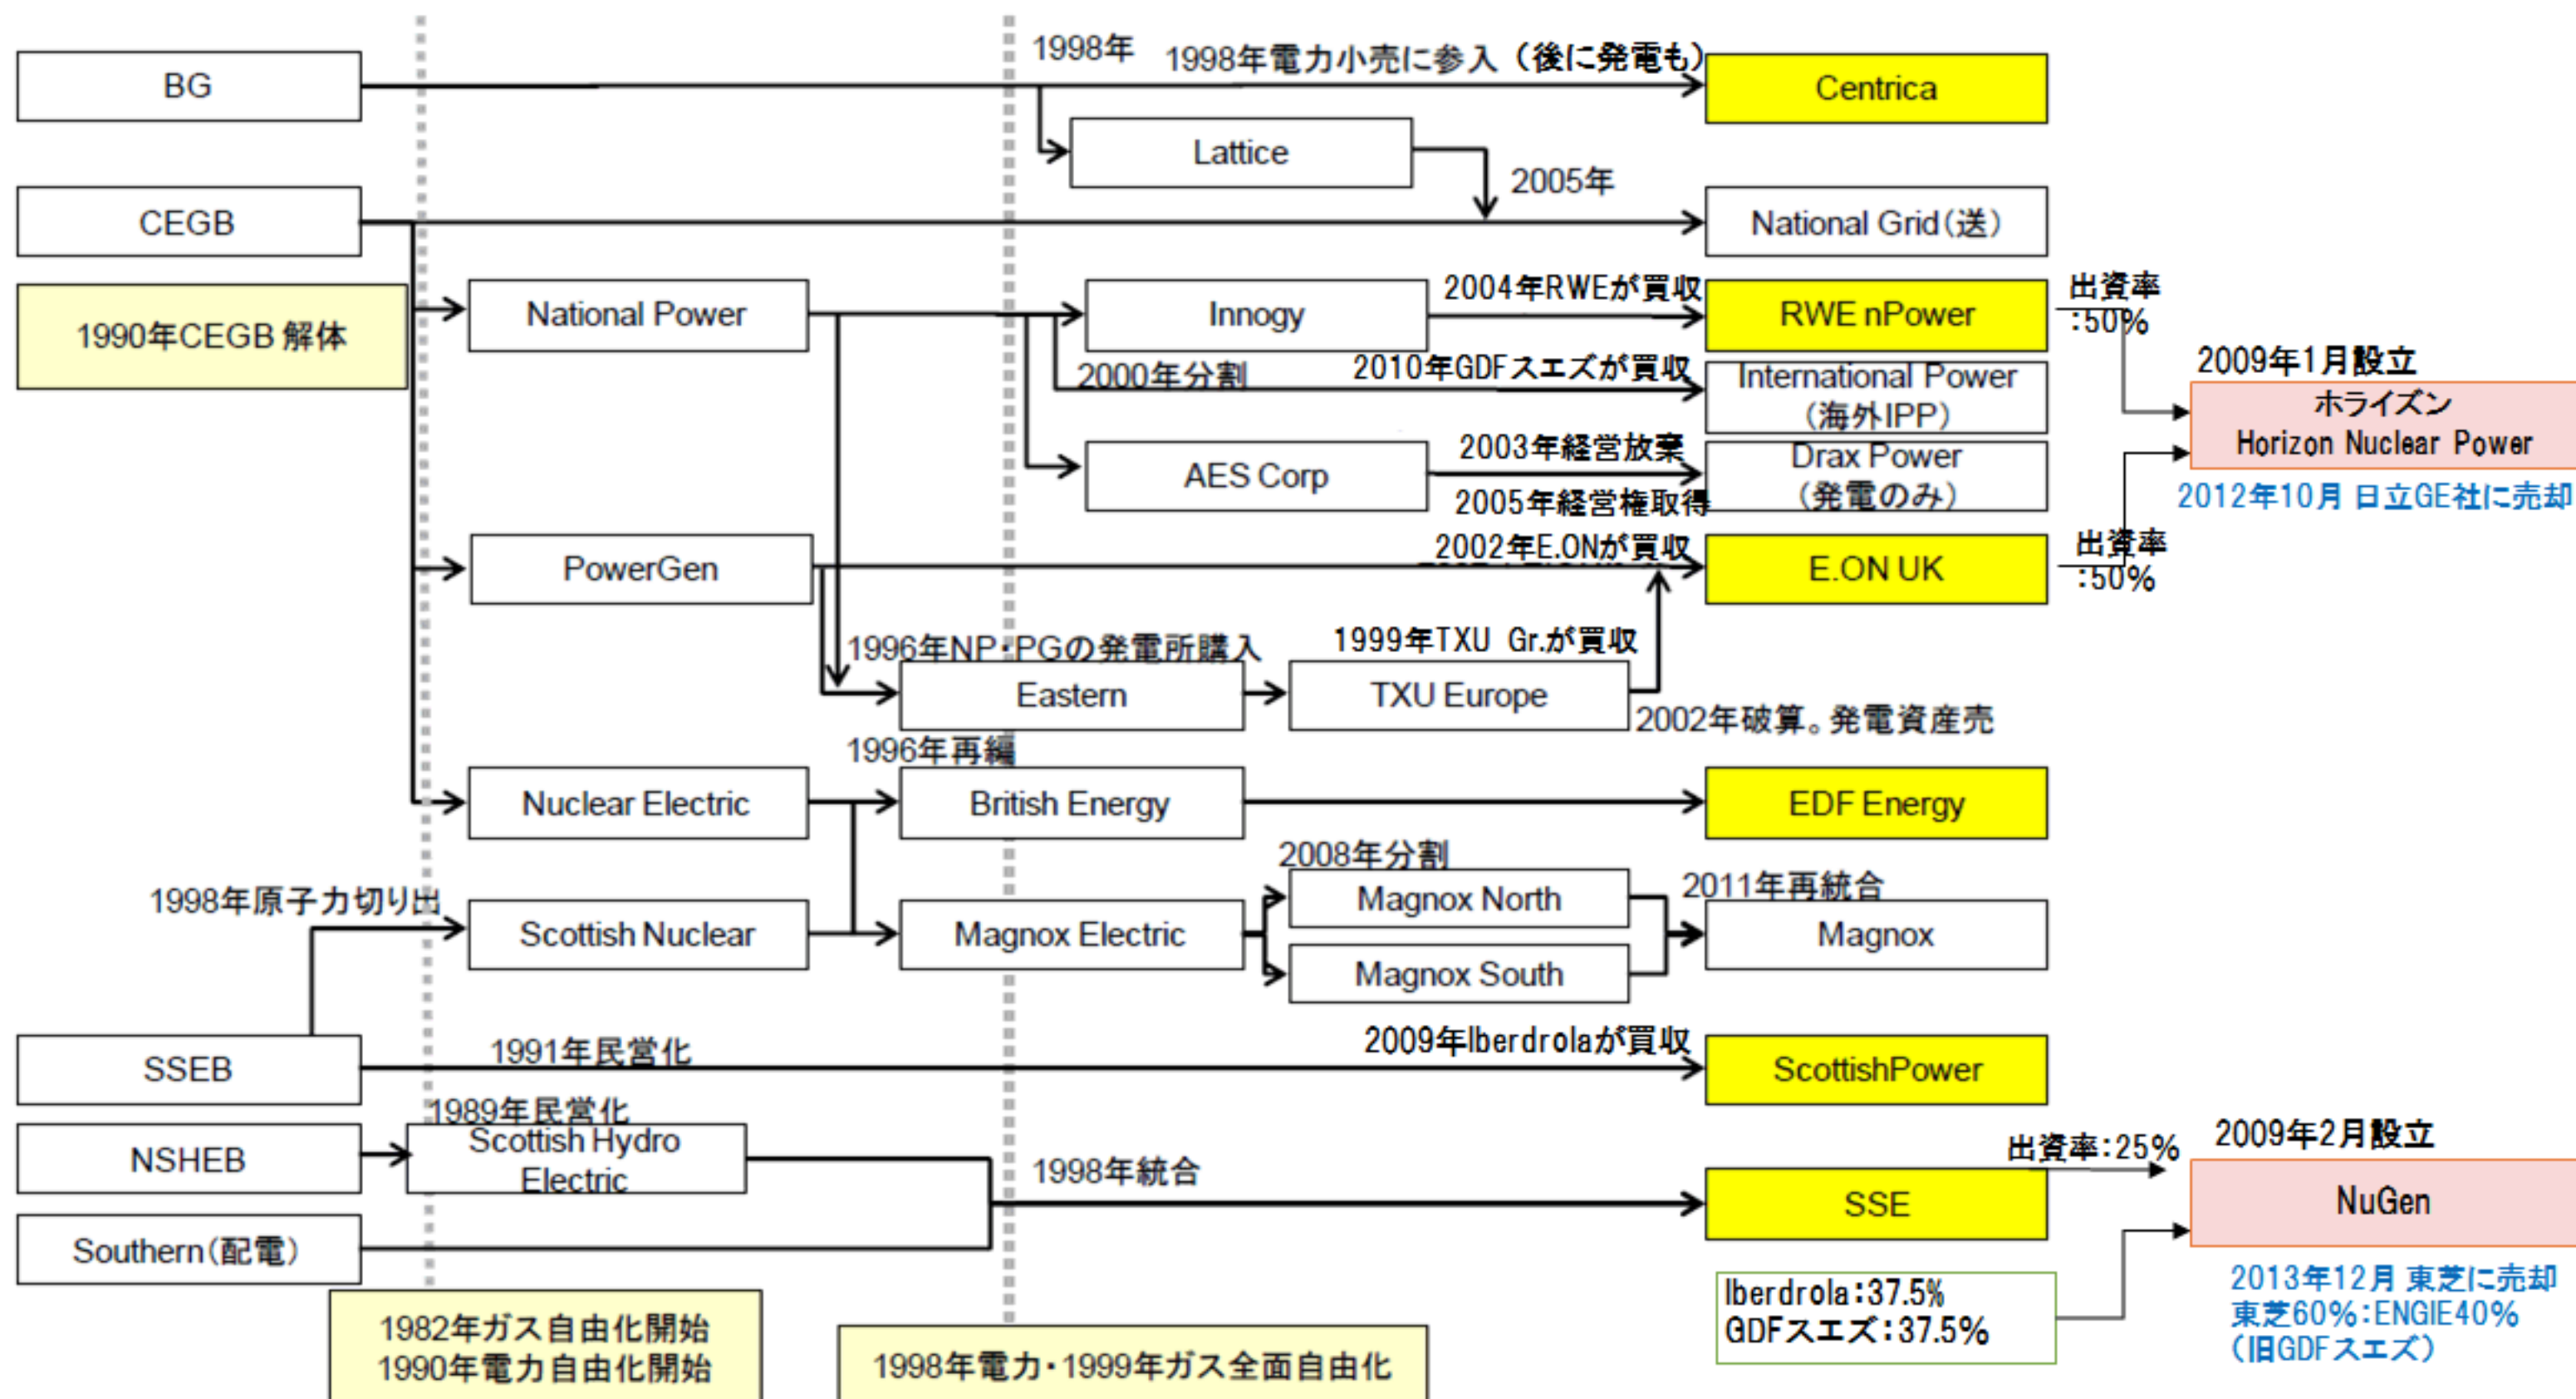 1998年
1998年電力小売に参入（後に発電も）
BG
Centrica
Lattice
2005年
CEGB
National Grid（送）
1990年CEGB 解体
National Power
Innogy
2004年RWEが買収
RWE nPower
出資率
：50%
2000年分割
2010年GDFスエズが買収
International Power
（海外IPP）
2009年1月設立
ホライズン
Horizon Nuclear Power
2012年10月 日立GE社に売却
AES Corp
2003年経営放棄
2005年経営権取得
Drax Power
（発電のみ）
PowerGen
2002年E.ONが買収
E.ON UK
出資率
：50%
1996年NP・PGの発電所購入
1999年TXU Gr.が買収
Eastern
TXU Europe
2002年破算。発電資産売
1996年再編
Nuclear Electric
British Energy
EDF Energy
1998年原子力切り出
2008年分割
2011年再統合
Scottish Nuclear
Magnox Electric
Magnox North
Magnox South
Magnox
SSEB
1991年民営化
2009年Iberdrolaが買収
ScottishPower
1989年民営化
NSHEB
Scottish Hydro
Electric
1998年統合
SSE
出資率：25%
2009年2月設立
NuGen
Southern（配電）
Iberdrola：37.5%
GDFスエズ：37.5%
2013年12月 東芝に売却
東芝60%：ENGIE40%
（旧GDFスエズ）
1982年ガス自由化開始
1990年電力自由化開始
1998年電力・1999年ガス全面自由化